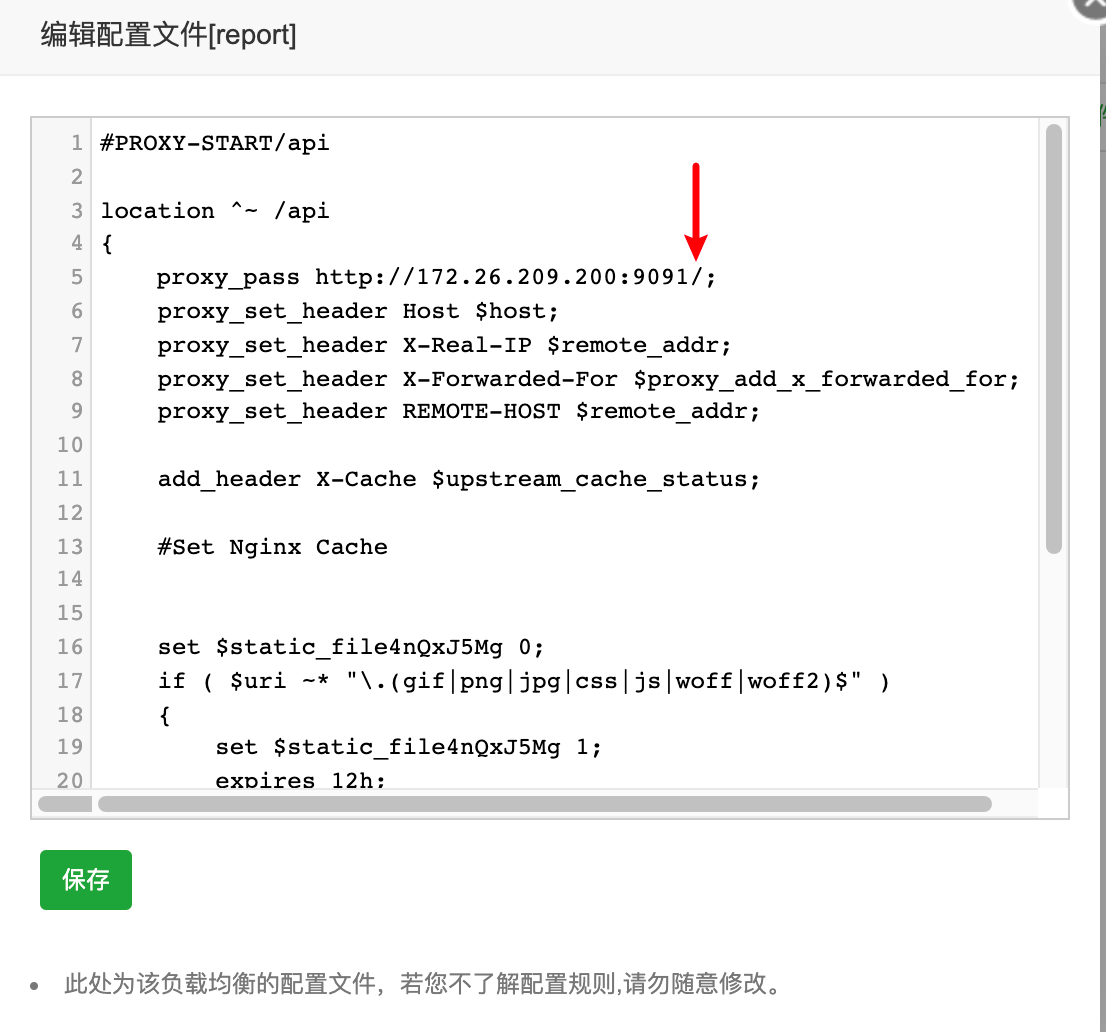 编辑配置文件[report]
1 #PROXY-START/api
2
3 location ^~ /api
4 {
5 proxy_pass http://172.26.209.200:9091/;
6 proxy_set_header Host $host;
7 proxy_set_header X-Real-IP $remote_addr;
8 proxy_set_header X-Forwarded-For $proxy_add_x_forwarded_for;
9 proxy_set_header REMOTE-HOST $remote_addr;
10
11 add_header X-Cache $upstream_cache_status;
12
13 #Set Nginx Cache
14
15
16 set $static_file4nQxJ5Mg 0;
17 if ( $uri ~* "\.(gif|png|jpg|css|js|woff|woff2)$" )
18 {
19 set $static_file4nQxJ5Mg 1;
20 expires 12h;
保存
此处为该负载均衡的配置文件，若您不了解配置规则,请勿随意修改。